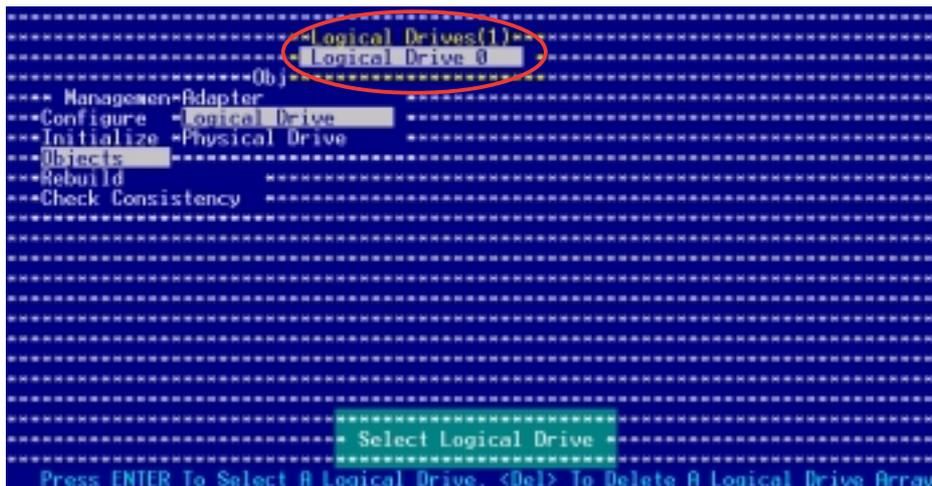 Logical Drives(1)
Logical Drive 0
Obj
Managemen
Adapter
Configure
Logical Drive
Initialize
Physical Drive
Objects
Rebuild
Check Consistency
Select Logical Drive
Press ENTER To Select A Logical Drive, <Del> To Delete A Logical Drive Array